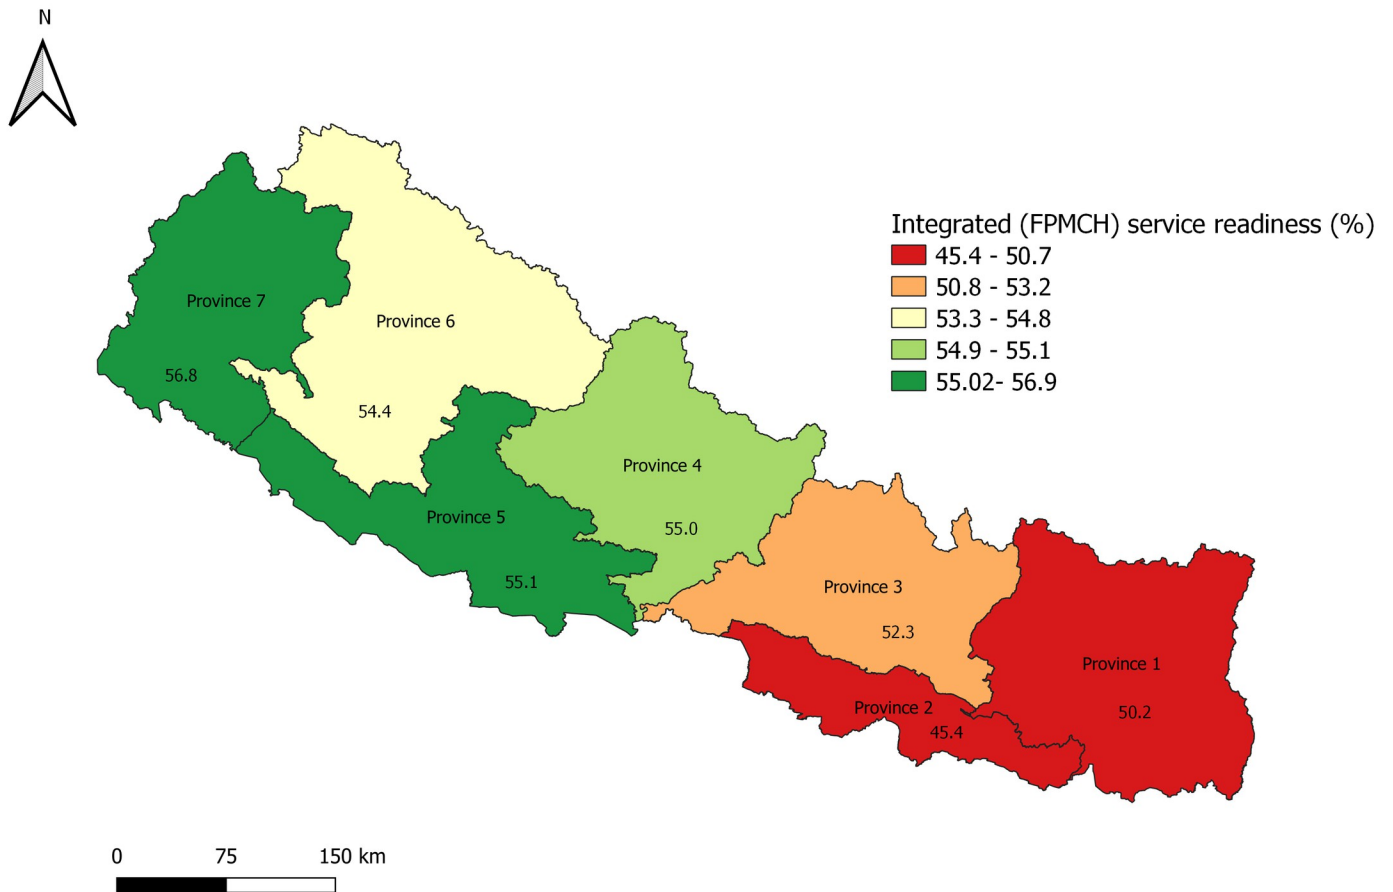 N
Integrated (FPMCH) service readiness (%)
45.4 - 50.7
50.8 - 53.2
53.3 - 54.8
54.9 - 55.1
55.02- 56.9
Province 7
56.8
Province 6
54.4
Province 4
55.0
Province 5
55.1
Province 3
52.3
Province 1
50.2
Province 2
45.4
0 75 150 km